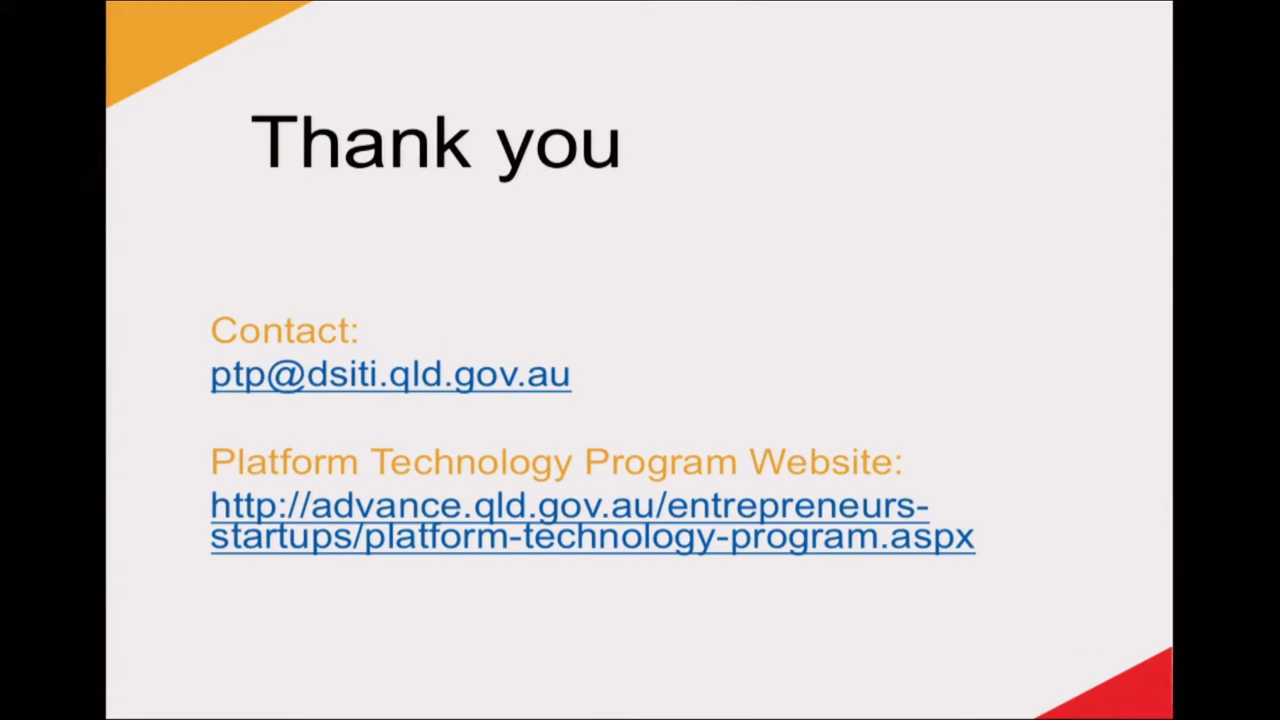 Thank you
Contact:
ptp@dsiti.qld.gov.au
Platform Technology Program Website:
http://advance.qld.gov.au/entrepreneurs-
startups/platform-technology-program.aspx